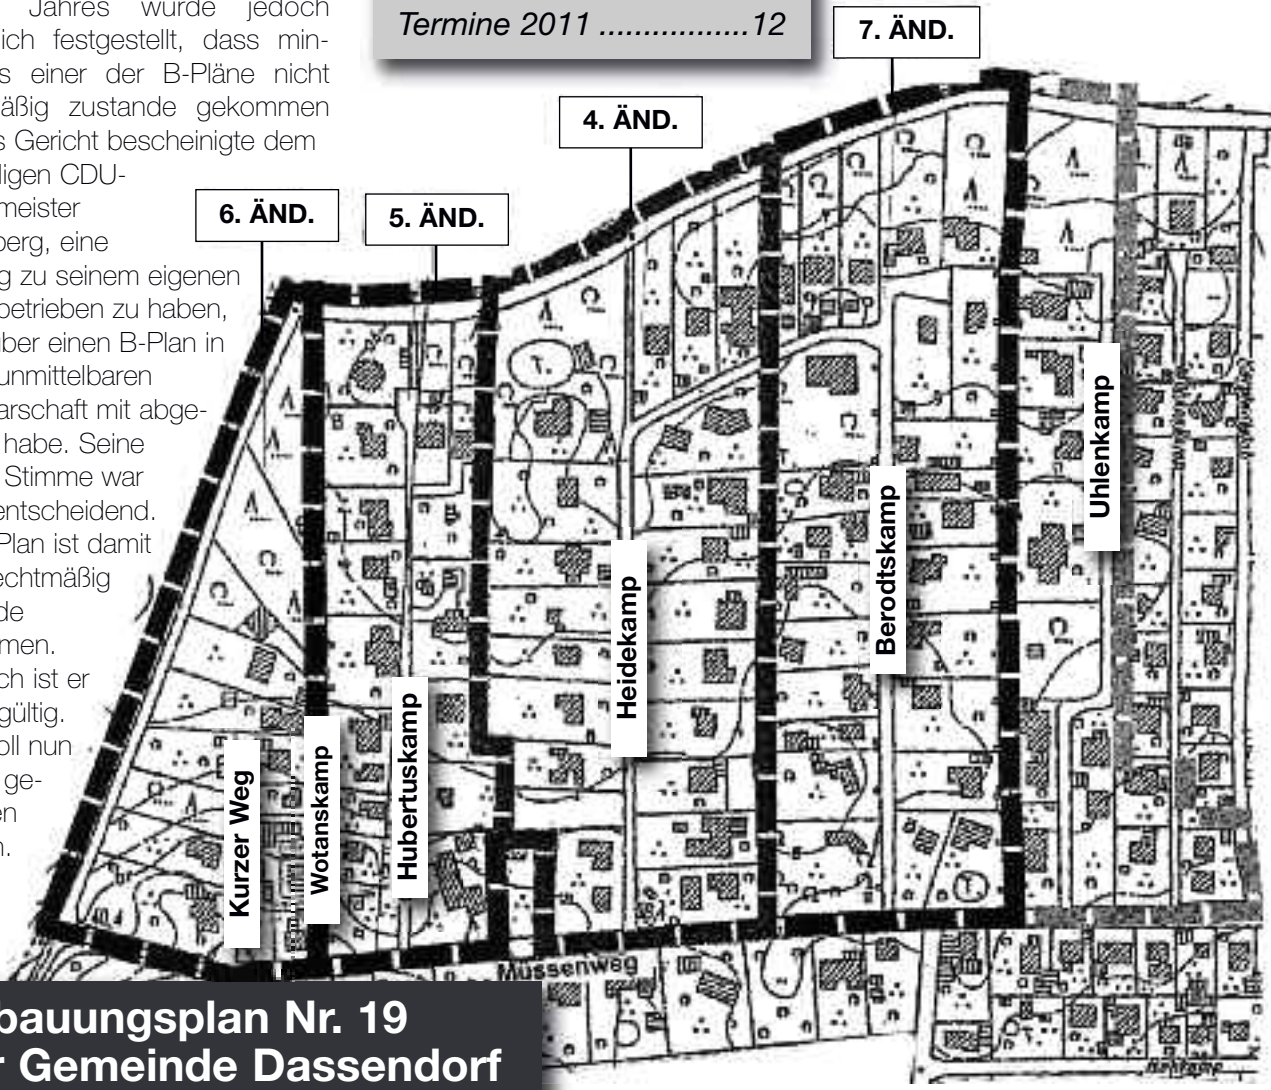 Jahres wurde jedoch
ich festgestellt, dass min-
s einer der B-Pläne nicht
äßig zustande gekommen
s Gericht bescheinigte dem
ligen CDU-
meister
berg, eine
g zu seinem eigenen
betrieben zu haben,
über einen B-Plan in
unmittelbaren
arschaft mit abge-
habe. Seine
Stimme war
entscheidend.
Plan ist damit
echtmäßig
de
men.
ch ist er
gültig.
oll nun
ge-
en
n.
Termine 2011 .................12
7. ÄND.
4. ÄND.
6. ÄND.
5. ÄND.
Kurzer Weg
Wotanskamp
Hubertuskamp
Heidekamp
Berodtskamp
Uhlenkamp
Müssenweg
bauungsplan Nr. 19
r Gemeinde Dassendorf